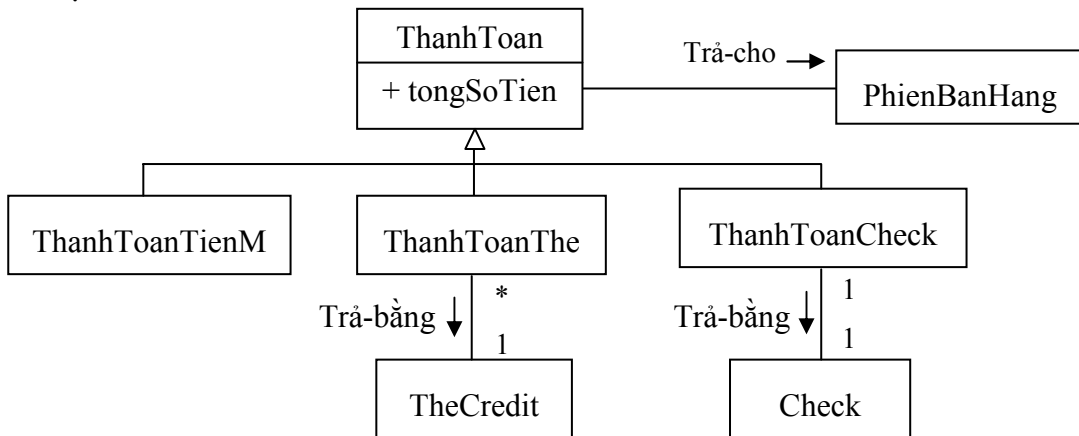 ThanhToan
+ tongSoTien
Trả-cho
PhienBanHang
ThanhToanTienM
ThanhToanThe
ThanhToanCheck
Trả-bằng
*
1
Trả-bằng
1
1
TheCredit
Check